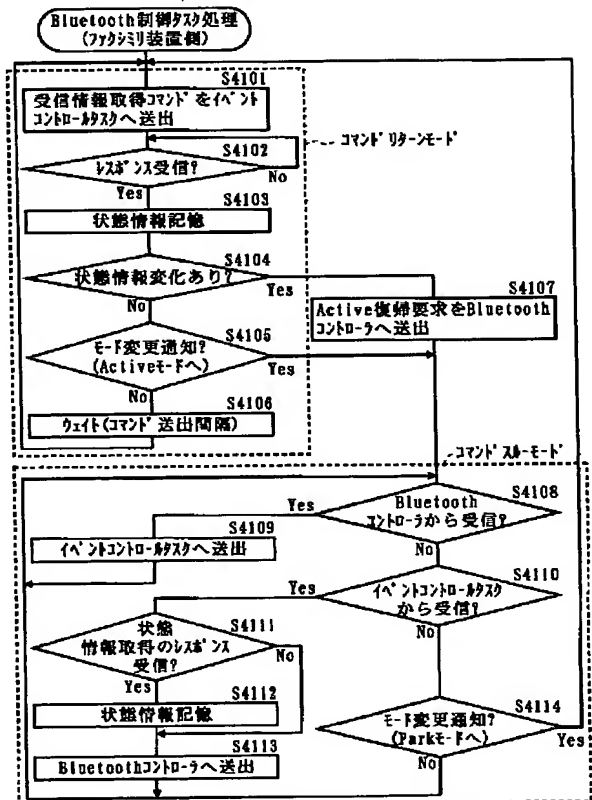 Bluetooth制御タスク処理
(ファクシミリ装置側)
S4101
受信情報取得コマンドをイベント
コントロールタスクへ送出
コマンドリターンモード
S4102
レスポンス受信?
No
Yes
S4103
状態情報記憶
S4104
状態情報変化あり?
Yes
No
S4107
Active復帰要求をBluetooth
コントローラへ送出
S4105
モード変更通知?
(Activeモードへ)
Yes
No
S4106
ウェイト(コマンド送出間隔)
コマンドスルーモード
S4108
Bluetooth
コントローラから受信?
Yes
No
S4109
イベントコントロールタスクへ送出
S4110
イベントコントロールタスク
から受信?
Yes
No
S4111
状態
情報取得のレスポンス
受信?
No
Yes
S4112
状態情報記憶
S4113
Bluetoothコントローラへ送出
S4114
モード変更通知?
(Parkモードへ)
Yes
No